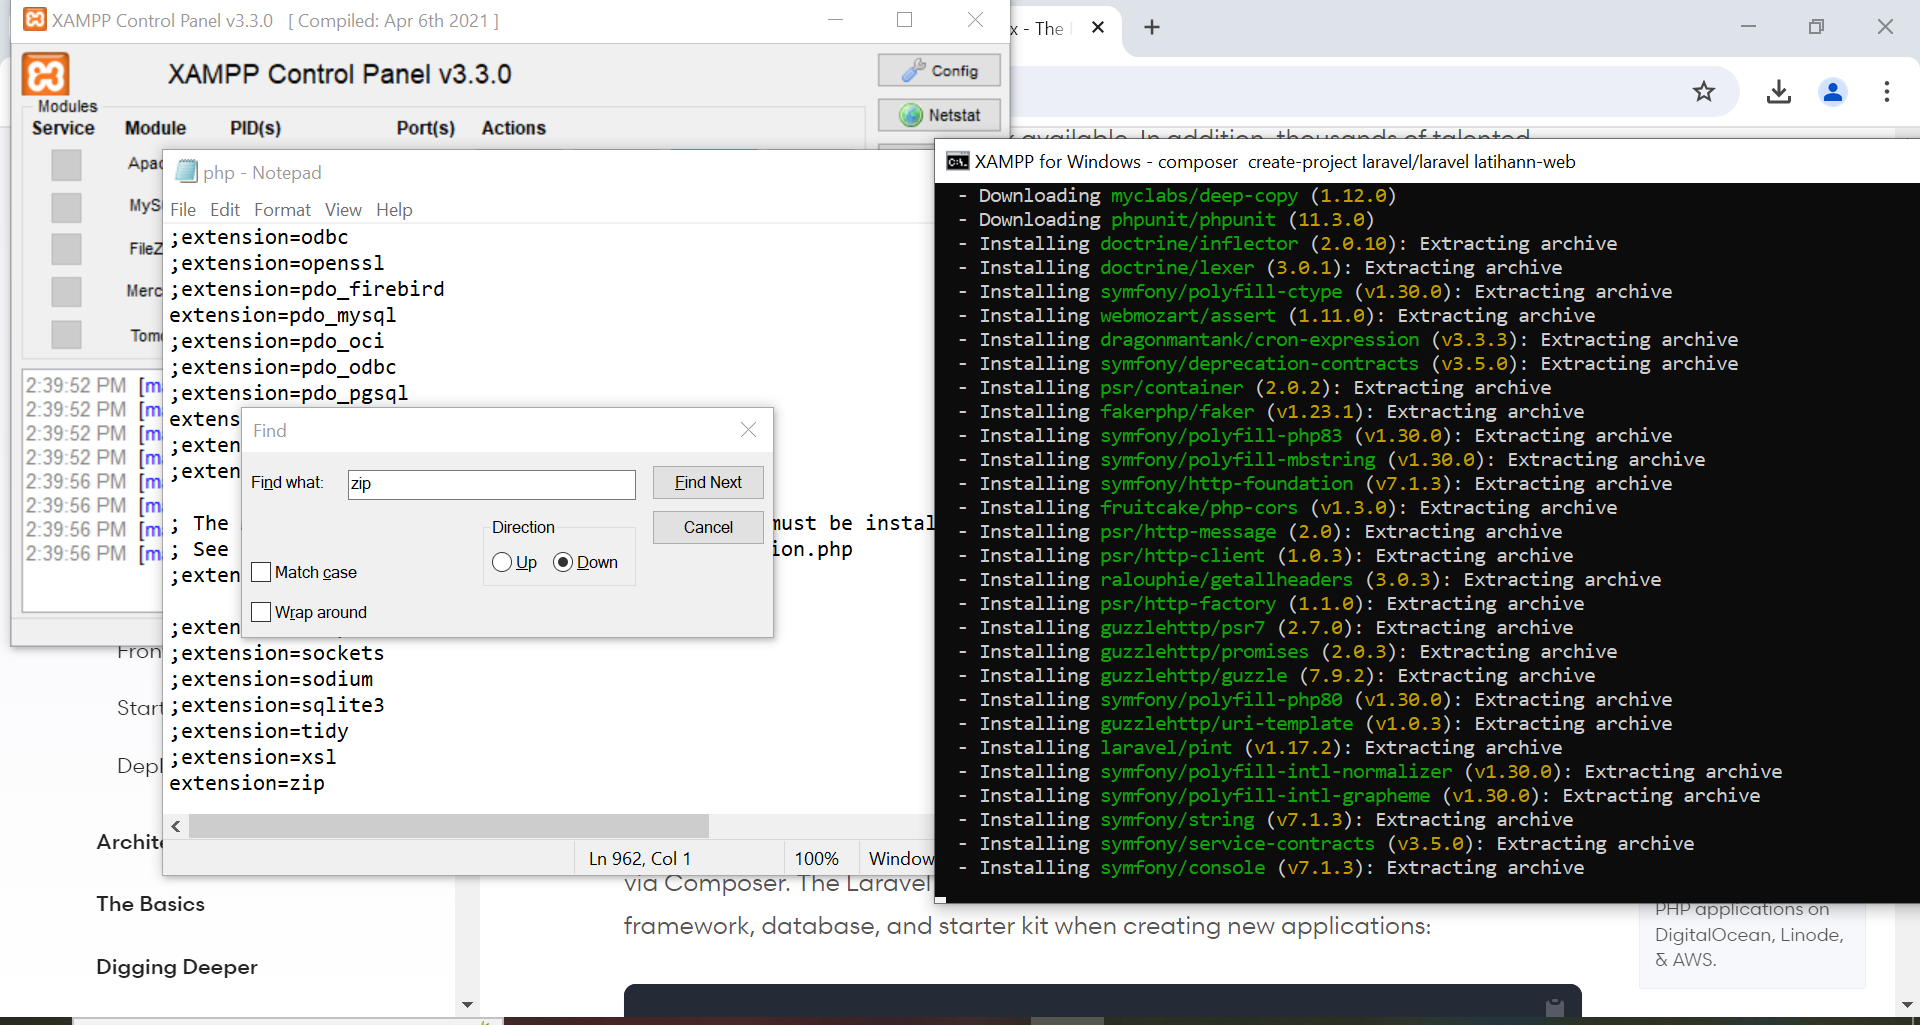 XAMPP Control Panel v3.3.0   [ Compiled: Apr 6th 2021 ]
XAMPP Control Panel v3.3.0
Modules
Service Module PID(s) Port(s) Actions
Config
Netstat
2:39:52 PM
2:39:52 PM
2:39:52 PM
2:39:52 PM
2:39:56 PM
2:39:56 PM
2:39:56 PM
2:39:56 PM
php - Notepad
File Edit Format View Help
;extension=odbc
;extension=openssl
;extension=pdo_firebird
extension=pdo_mysql
;extension=pdo_oci
;extension=pdo_odbc
;extension=pdo_pgsql
; The must be instal
; See ion.php
;extension=sockets
;extension=sodium
;extension=sqlite3
;extension=tidy
;extension=xsl
extension=zip
Ln 962, Col 1 100% Window
Find
Find what: zip
Find Next
Cancel
Direction
Up Down
Match case
Wrap around
x - The
XAMPP for Windows - composer  create-project laravel/laravel latihann-web
- Downloading myclabs/deep-copy (1.12.0)
- Downloading phpunit/phpunit (11.3.0)
- Installing doctrine/inflector (2.0.10): Extracting archive
- Installing doctrine/lexer (3.0.1): Extracting archive
- Installing symfony/polyfill-ctype (v1.30.0): Extracting archive
- Installing webmozart/assert (1.11.0): Extracting archive
- Installing dragonmantank/cron-expression (v3.3.3): Extracting archive
- Installing symfony/deprecation-contracts (v3.5.0): Extracting archive
- Installing psr/container (2.0.2): Extracting archive
- Installing fakerphp/faker (v1.23.1): Extracting archive
- Installing symfony/polyfill-php83 (v1.30.0): Extracting archive
- Installing symfony/polyfill-mbstring (v1.30.0): Extracting archive
- Installing symfony/http-foundation (v7.1.3): Extracting archive
- Installing fruitcake/php-cors (v1.3.0): Extracting archive
- Installing psr/http-message (2.0): Extracting archive
- Installing psr/http-client (1.0.3): Extracting archive
- Installing ralouphie/getallheaders (3.0.3): Extracting archive
- Installing psr/http-factory (1.1.0): Extracting archive
- Installing guzzlehttp/psr7 (2.7.0): Extracting archive
- Installing guzzlehttp/promises (2.0.3): Extracting archive
- Installing guzzlehttp/guzzle (7.9.2): Extracting archive
- Installing symfony/polyfill-php80 (v1.30.0): Extracting archive
- Installing guzzlehttp/uri-template (v1.0.3): Extracting archive
- Installing laravel/pint (v1.17.2): Extracting archive
- Installing symfony/polyfill-intl-normalizer (v1.30.0): Extracting archive
- Installing symfony/polyfill-intl-grapheme (v1.30.0): Extracting archive
- Installing symfony/string (v7.1.3): Extracting archive
- Installing symfony/service-contracts (v3.5.0): Extracting archive
- Installing symfony/console (v7.1.3): Extracting archive
available. In addition, thousands of talented
The Basics
Digging Deeper
via Composer. The Laravel
framework, database, and starter kit when creating new applications:
PHP applications on
DigitalOcean, Linode,
& AWS.